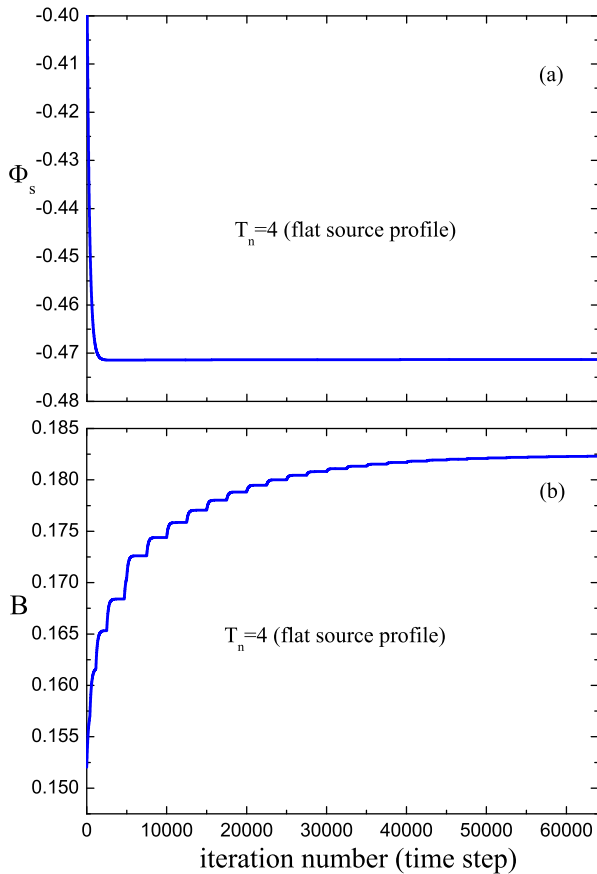 -0.40
(a)
-0.41
-0.42
-0.43
Φs
-0.44
Tn=4 (flat source profile)
-0.45
-0.46
-0.47
-0.48
0.185
0.180
(b)
0.175
0.170
B
0.165
Tn=4 (flat source profile)
0.160
0.155
0.150
0 10000 20000 30000 40000 50000 60000
iteration number (time step)